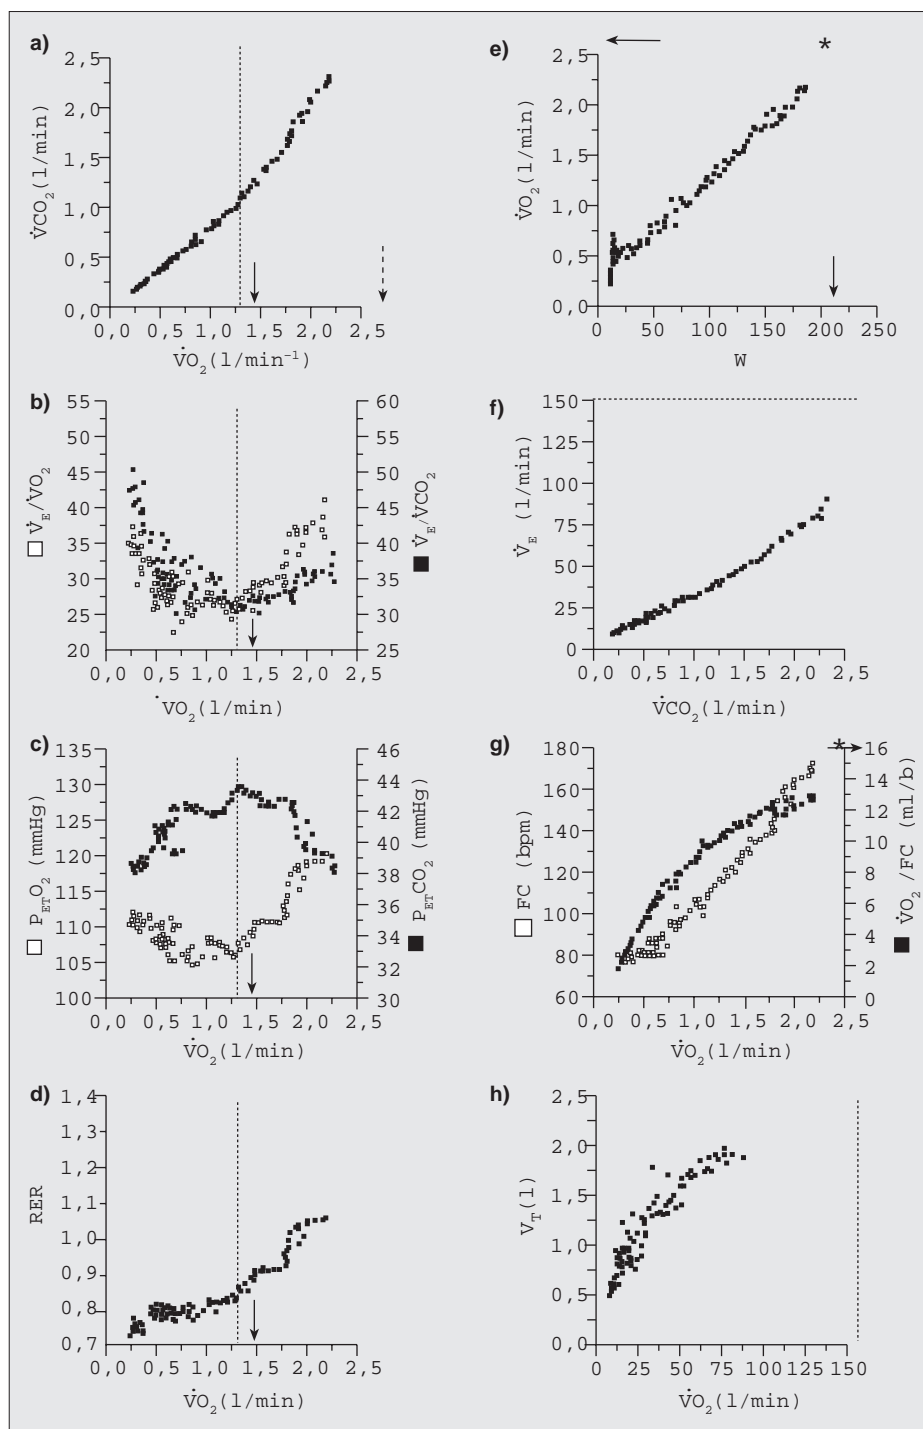 a)
2,5
2,0
1,5
1,0
0,5
0,0
V̇CO₂(l/min)
0,0 0,5 1,0 1,5 2,0 2,5
V̇O₂(l/min⁻¹)
e)
*
2,5
2,0
1,5
1,0
0,5
0,0
V̇O₂(l/min)
0 50 100 150 200 250
W
b)
55
50
45
40
35
30
25
20
□ V̇E/V̇O₂
60
55
50
45
40
35
30
25
■ V̇E/V̇CO₂
0,0 0,5 1,0 1,5 2,0 2,5
V̇O₂(l/min)
f)
150
125
100
75
50
25
0
V̇E (l/min)
0,0 0,5 1,0 1,5 2,0 2,5
V̇CO₂(l/min)
c)
135
130
125
120
115
110
105
100
□ PETO₂ (mmHg)
46
44
42
40
38
36
34
32
30
■ PETCO₂ (mmHg)
0,0 0,5 1,0 1,5 2,0 2,5
V̇O₂(l/min)
g)
*
180
160
140
120
100
80
60
□ FC (bpm)
16
14
12
10
8
6
4
2
0
■ V̇O₂/FC (ml/b)
0,0 0,5 1,0 1,5 2,0 2,5
V̇O₂(l/min)
d)
1,4
1,3
1,2
1,1
1,0
0,9
0,8
0,7
RER
0,0 0,5 1,0 1,5 2,0 2,5
V̇O₂(l/min)
h)
2,5
2,0
1,5
1,0
0,5
0,0
VT(l)
0 25 50 75 100 125 150
V̇O₂(l/min)